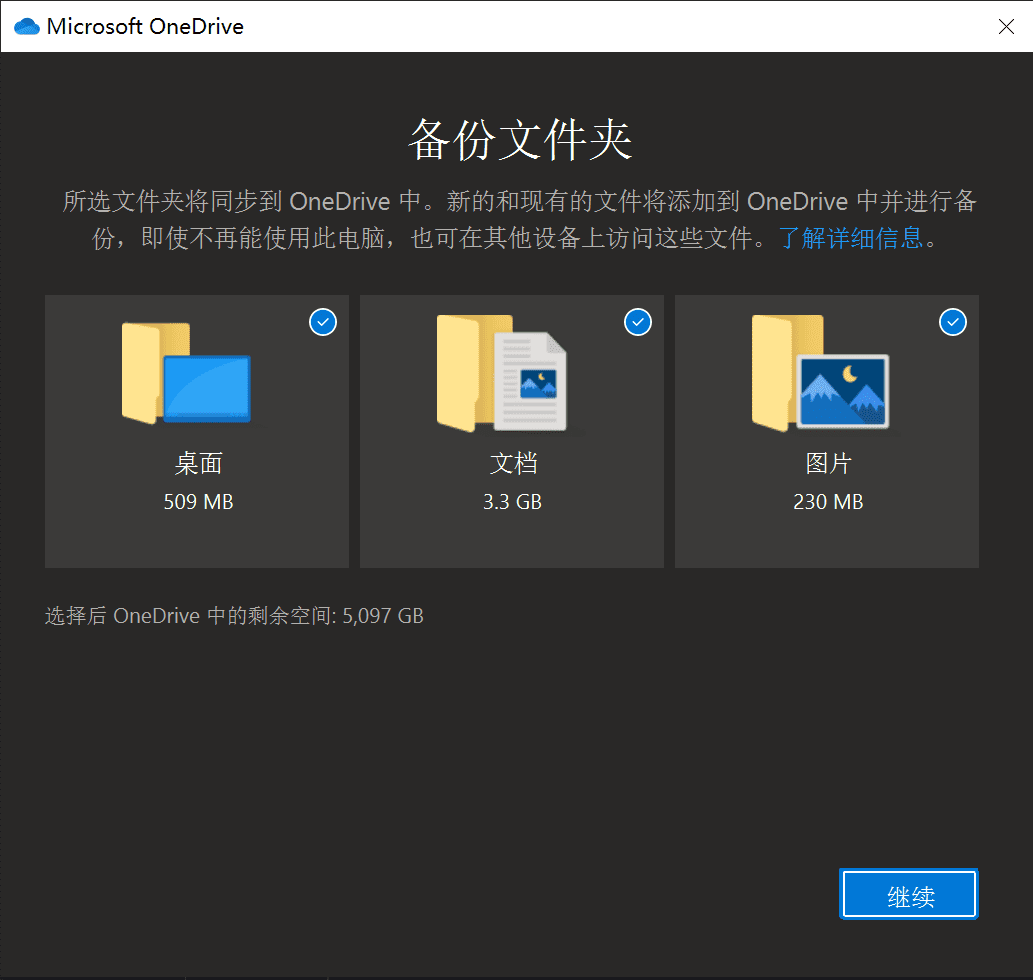 Microsoft OneDrive
备份文件夹
所选文件夹将同步到 OneDrive 中。新的和现有的文件将添加到 OneDrive 中并进行备
份，即使不再能使用此电脑，也可在其他设备上访问这些文件。了解详细信息。
桌面
509 MB
文档
3.3 GB
图片
230 MB
选择后 OneDrive 中的剩余空间: 5,097 GB
继续